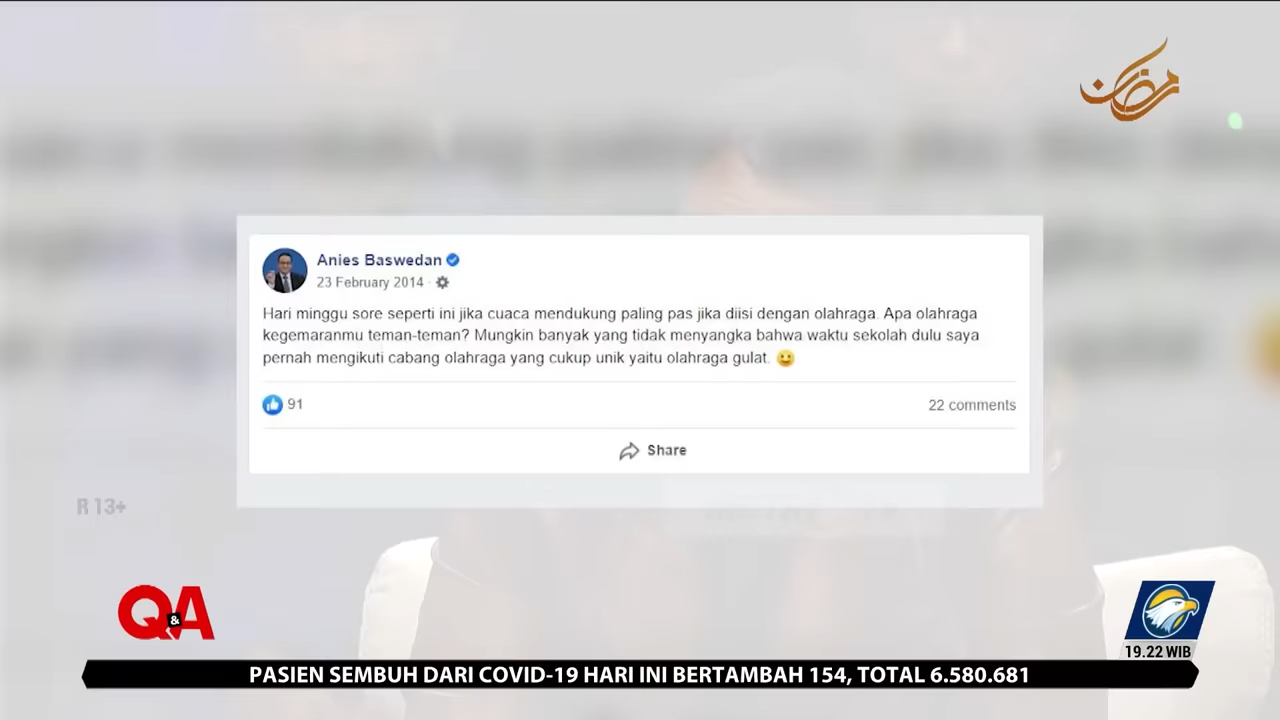 رمضان
Anies Baswedan
23 February 2014
Hari minggu sore seperti ini jika cuaca mendukung paling pas jika diisi dengan olahraga. Apa olahraga
kegemaranmu teman-teman? Mungkin banyak yang tidak menyangka bahwa waktu sekolah dulu saya
pernah mengikuti cabang olahraga yang cukup unik yaitu olahraga gulat. 😀
91
22 comments
Share
R 13+
Q&A
19.22 WIB
PASIEN SEMBUH DARI COVID-19 HARI INI BERTAMBAH 154, TOTAL 6.580.681